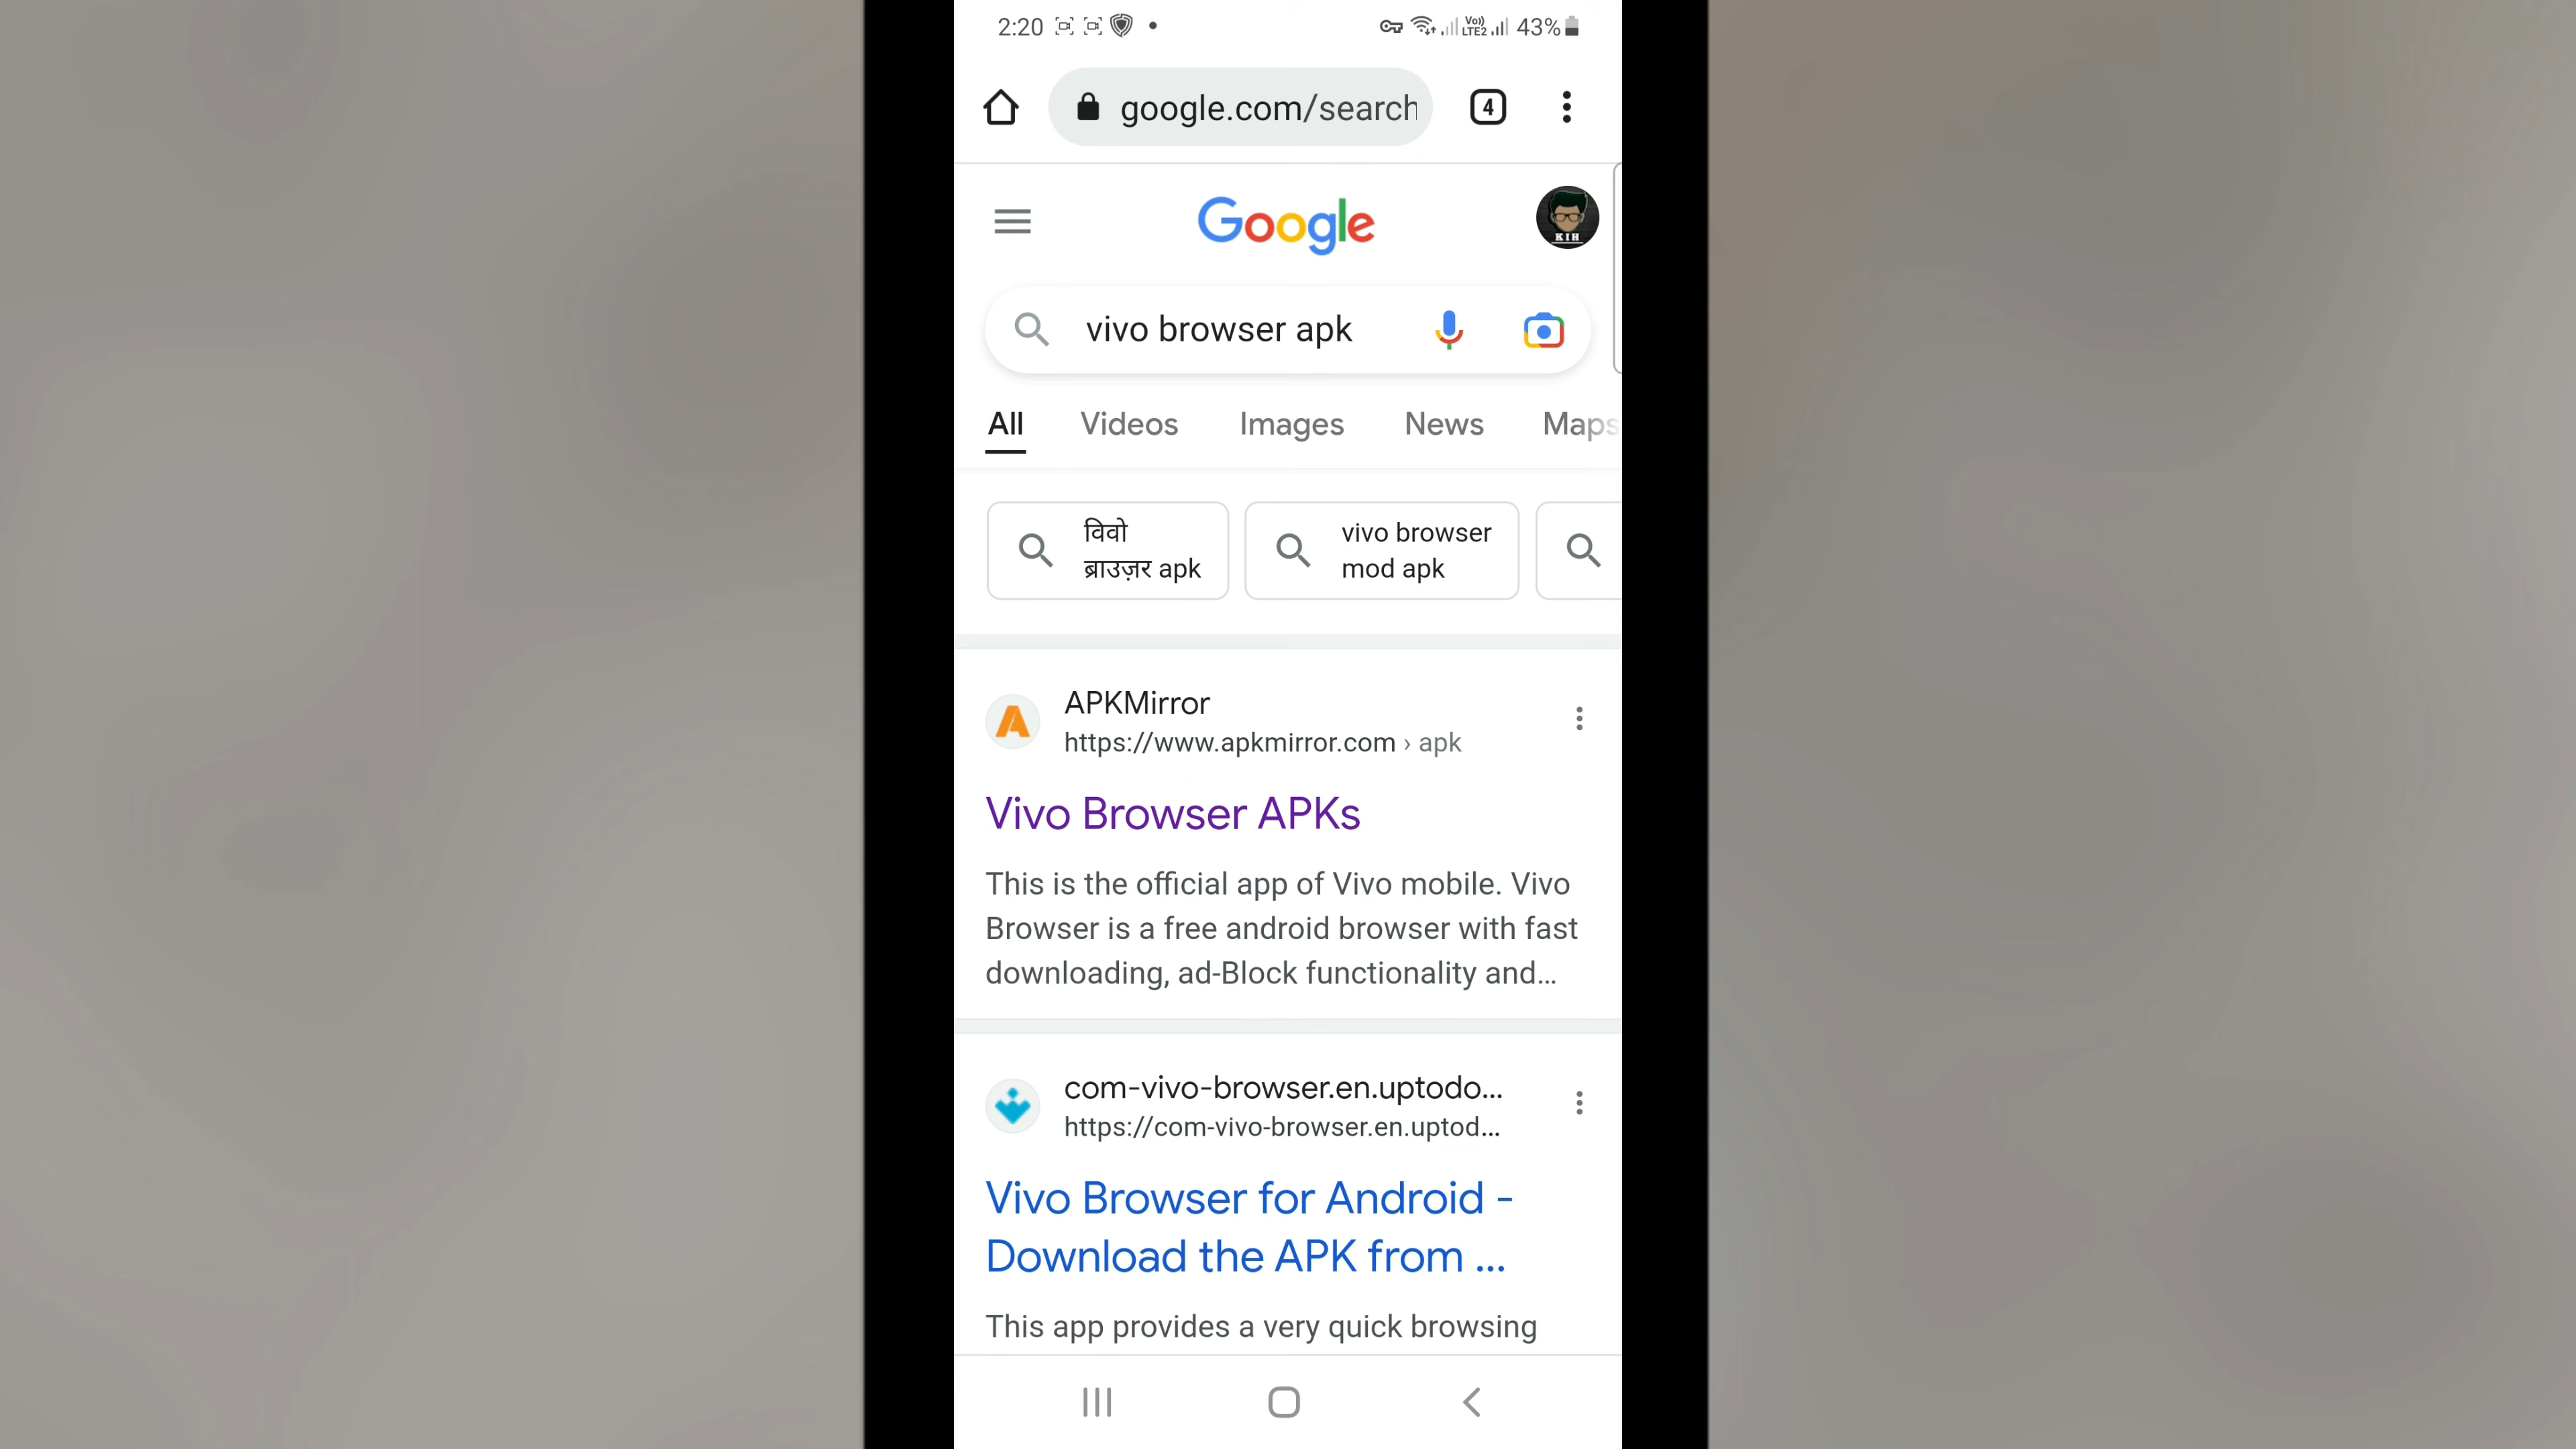 2:20 Vo) LTE2 43%
google.com/search 4
Google KIH
vivo browser apk
All Videos Images News Maps
विवो
ब्राउज़र apk
vivo browser
mod apk
APKMirror
https://www.apkmirror.com › apk
Vivo Browser APKs
This is the official app of Vivo mobile. Vivo
Browser is a free android browser with fast
downloading, ad-Block functionality and...
com-vivo-browser.en.uptodo...
https://com-vivo-browser.en.uptod...
Vivo Browser for Android -
Download the APK from ...
This app provides a very quick browsing